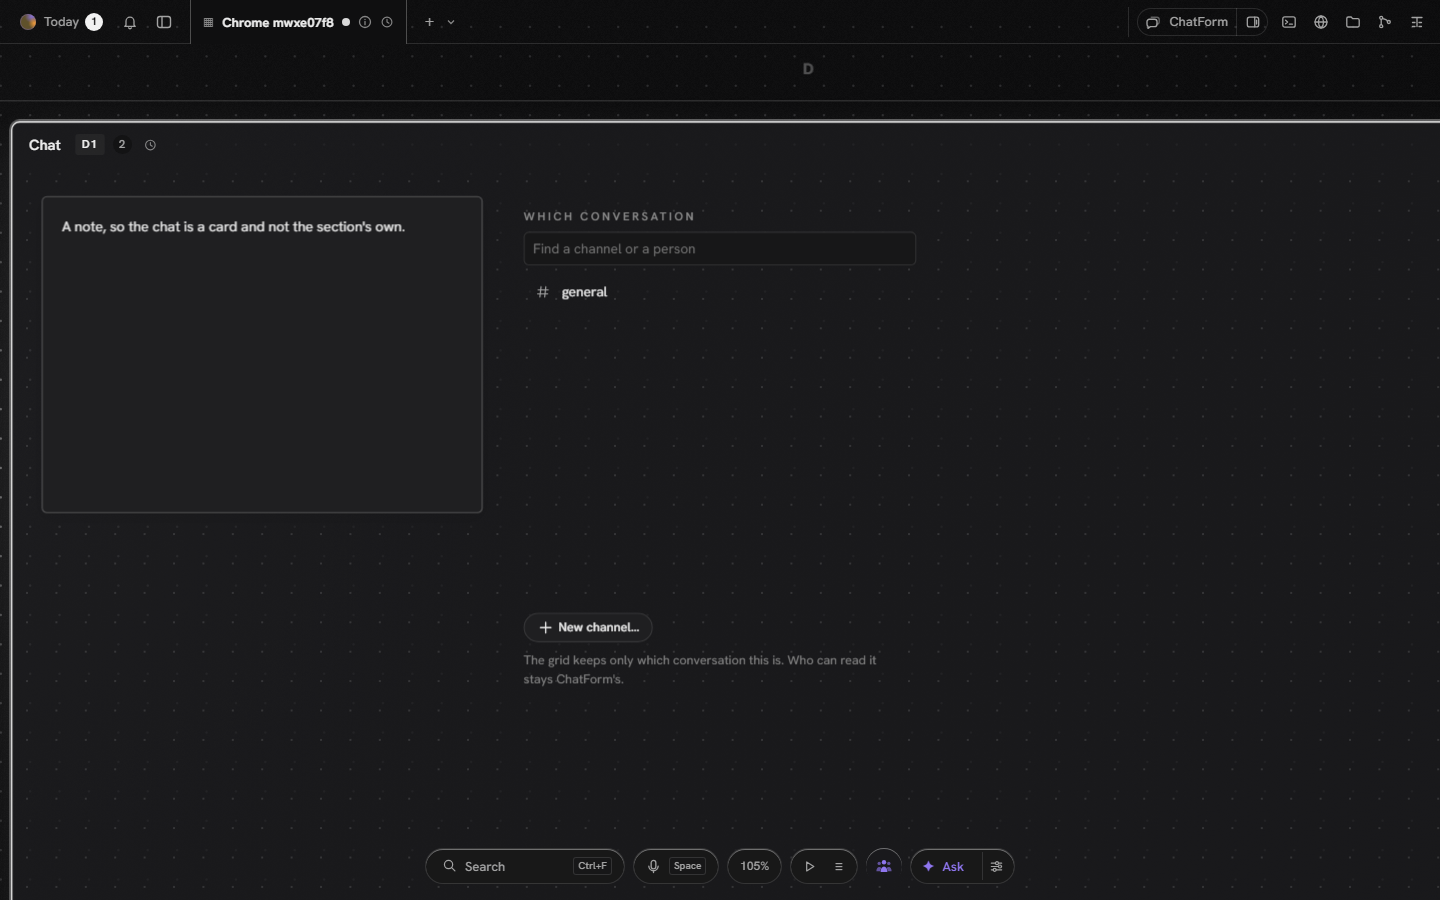 Today 1
Chrome mwxe07f8
ChatForm
D
Chat D1 2
A note, so the chat is a card and not the section's own.
WHICH CONVERSATION
Find a channel or a person
# general
+ New channel...
The grid keeps only which conversation this is. Who can read it
stays ChatForm's.
Search Ctrl+F
Space
105%
Ask